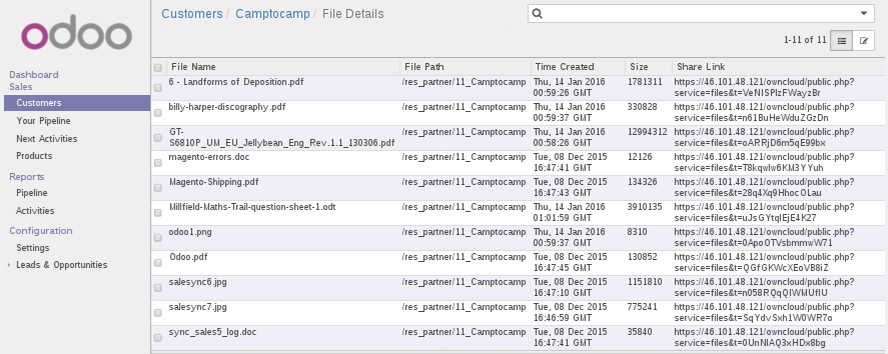 odoo
Dashboard
Sales
Customers
Your Pipeline
Next Activities
Products
Reports
Pipeline
Activities
Configuration
Settings
Leads & Opportunities
Customers / Camptocamp / File Details
1-11 of 11
File Name File Path Time Created Size Share Link
6 - Landforms of Deposition.pdf /res_partner/11_Camptocamp Thu, 14 Jan 2016 1781311 https://46.101.48.121/owncloud/public.php?
00:59:26 GMT service=files&t=VeNISPlzFWayzBr
billy-harper-discography.pdf /res_partner/11_Camptocamp Thu, 14 Jan 2016 330828 https://46.101.48.121/owncloud/public.php?
00:59:37 GMT service=files&t=n61BuHeWduZGzDn
GT- /res_partner/11_Camptocamp Thu, 14 Jan 2016 12994312 https://46.101.48.121/owncloud/public.php?
S6810P_UM_EU_Jellybean_Eng_Rev.1.1_130306.pdf 00:58:26 GMT service=files&t=oARRjD6m5qE99bx
magento-errors.doc /res_partner/11_Camptocamp Tue, 08 Dec 2015 12126 https://46.101.48.121/owncloud/public.php?
16:47:41 GMT service=files&t=T8kqwlw6KM3YYuh
Magento-Shipping.pdf /res_partner/11_Camptocamp Tue, 08 Dec 2015 134326 https://46.101.48.121/owncloud/public.php?
16:47:43 GMT service=files&t=28q4Xq9HhocOLau
Millfield-Maths-Trail-question-sheet-1.odt /res_partner/11_Camptocamp Thu, 14 Jan 2016 3910135 https://46.101.48.121/owncloud/public.php?
01:01:59 GMT service=files&t=uJsGYtqIEjE4K27
odoo1.png /res_partner/11_Camptocamp Thu, 14 Jan 2016 8310 https://46.101.48.121/owncloud/public.php?
00:59:37 GMT service=files&t=0ApoOTVsbmmwW71
Odoo.pdf /res_partner/11_Camptocamp Tue, 08 Dec 2015 130852 https://46.101.48.121/owncloud/public.php?
16:47:45 GMT service=files&t=QGfGKWcXEoVB8iZ
salesync6.jpg /res_partner/11_Camptocamp Tue, 08 Dec 2015 1151810 https://46.101.48.121/owncloud/public.php?
16:47:10 GMT service=files&t=n058RQqQIWMUfIU
salesync7.jpg /res_partner/11_Camptocamp Tue, 08 Dec 2015 775241 https://46.101.48.121/owncloud/public.php?
16:46:59 GMT service=files&t=SqYdvSxh1W0WR7o
sync_sales5_log.doc /res_partner/11_Camptocamp Tue, 08 Dec 2015 35840 https://46.101.48.121/owncloud/public.php?
16:47:41 GMT service=files&t=0UnNIAQ3xHDx8bg